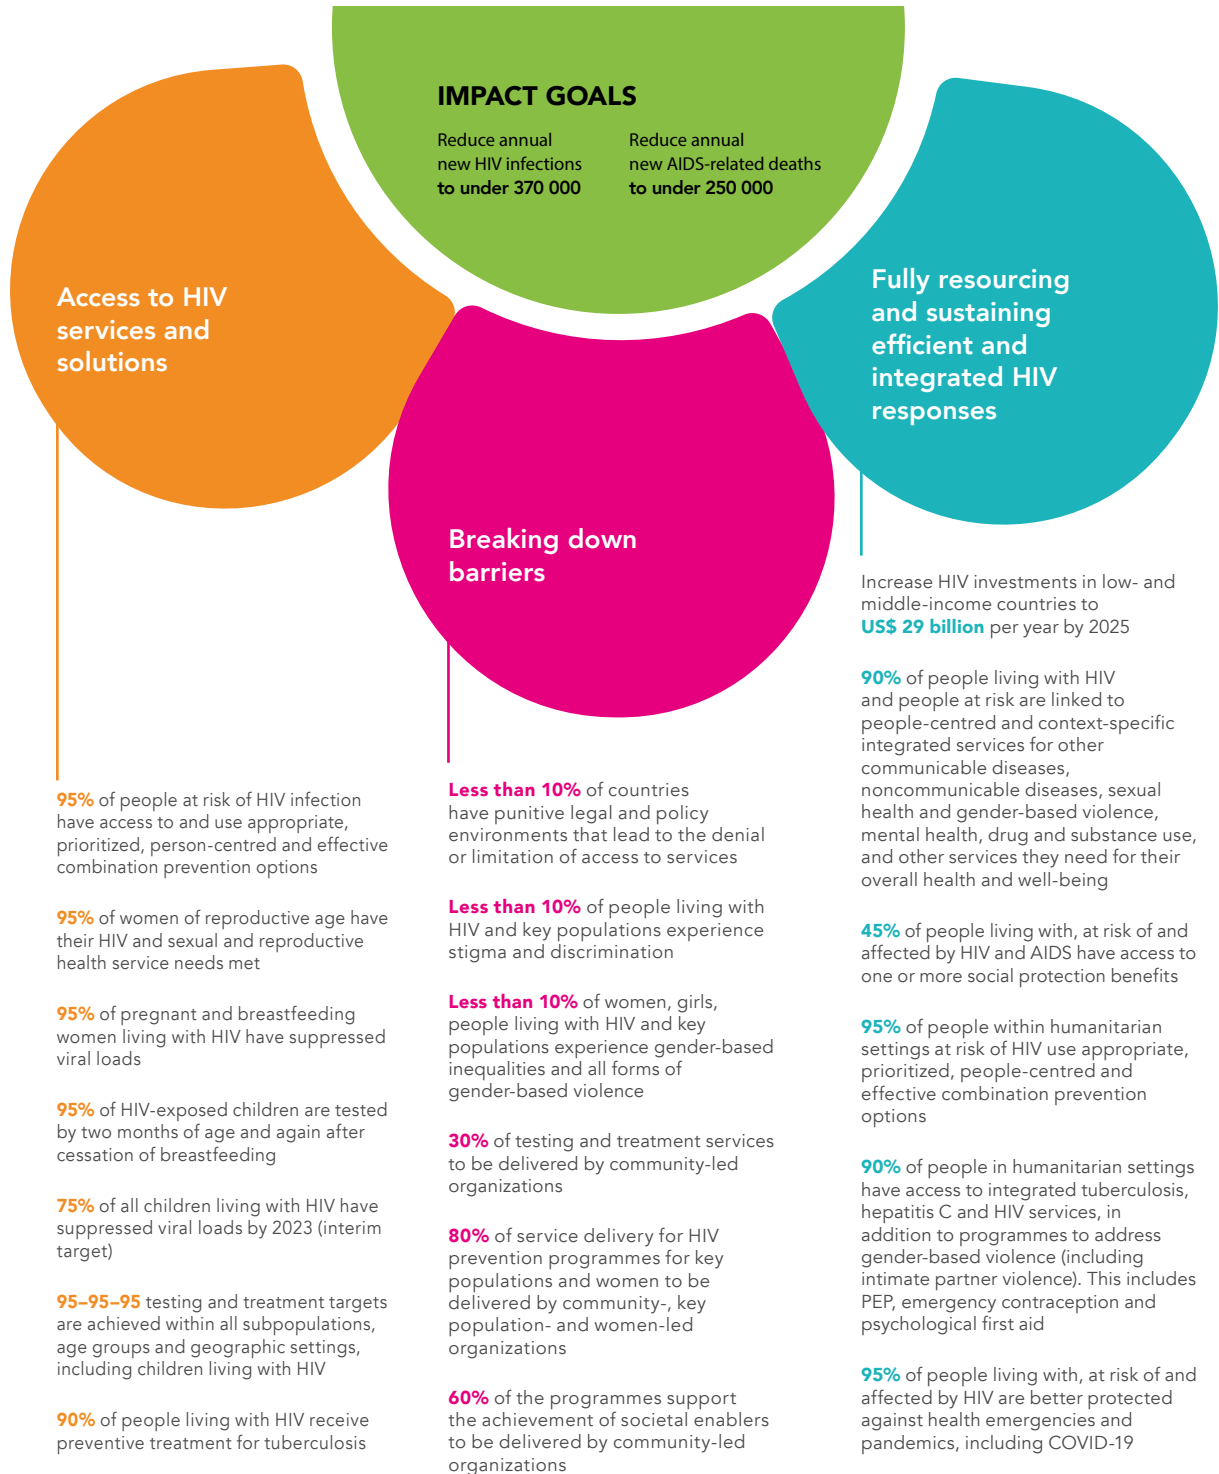 IMPACT GOALS
Reduce annual
new HIV infections
to under 370 000
Reduce annual
new AIDS-related deaths
to under 250 000
Access to HIV
services and
solutions
95% of people at risk of HIV infection
have access to and use appropriate,
prioritized, person-centred and effective
combination prevention options
95% of women of reproductive age have
their HIV and sexual and reproductive
health service needs met
95% of pregnant and breastfeeding
women living with HIV have suppressed
viral loads
95% of HIV-exposed children are tested
by two months of age and again after
cessation of breastfeeding
75% of all children living with HIV have
suppressed viral loads by 2023 (interim
target)
95–95–95 testing and treatment targets
are achieved within all subpopulations,
age groups and geographic settings,
including children living with HIV
90% of people living with HIV receive
preventive treatment for tuberculosis
Breaking down
barriers
Less than 10% of countries
have punitive legal and policy
environments that lead to the denial
or limitation of access to services
Less than 10% of people living with
HIV and key populations experience
stigma and discrimination
Less than 10% of women, girls,
people living with HIV and key
populations experience gender-based
inequalities and all forms of
gender-based violence
30% of testing and treatment services
to be delivered by community-led
organizations
80% of service delivery for HIV
prevention programmes for key
populations and women to be
delivered by community-, key
population- and women-led
organizations
60% of the programmes support
the achievement of societal enablers
to be delivered by community-led
organizations
Fully resourcing
and sustaining
efficient and
integrated HIV
responses
Increase HIV investments in low- and
middle-income countries to
US$ 29 billion per year by 2025
90% of people living with HIV
and people at risk are linked to
people-centred and context-specific
integrated services for other
communicable diseases,
noncommunicable diseases, sexual
health and gender-based violence,
mental health, drug and substance use,
and other services they need for their
overall health and well-being
45% of people living with, at risk of and
affected by HIV and AIDS have access to
one or more social protection benefits
95% of people within humanitarian
settings at risk of HIV use appropriate,
prioritized, people-centred and
effective combination prevention
options
90% of people in humanitarian settings
have access to integrated tuberculosis,
hepatitis C and HIV services, in
addition to programmes to address
gender-based violence (including
intimate partner violence). This includes
PEP, emergency contraception and
psychological first aid
95% of people living with, at risk of and
affected by HIV are better protected
against health emergencies and
pandemics, including COVID-19